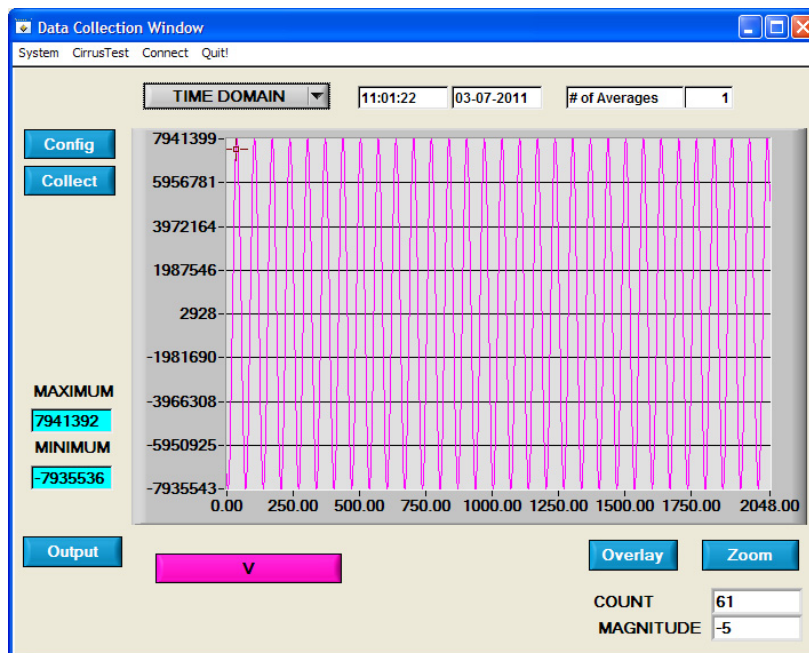 Data Collection Window
System CirrusTest Connect Quit!
TIME DOMAIN 11:01:22 03-07-2011 # of Averages 1
Config
Collect
7941399
5956781
3972164
1987546
2928
-1981690
-3966308
-5950925
-7935543
0.00 250.00 500.00 750.00 1000.00 1250.00 1500.00 1750.00 2048.00
MAXIMUM
7941392
MINIMUM
-7935536
Output
V
Overlay Zoom
COUNT 61
MAGNITUDE -5